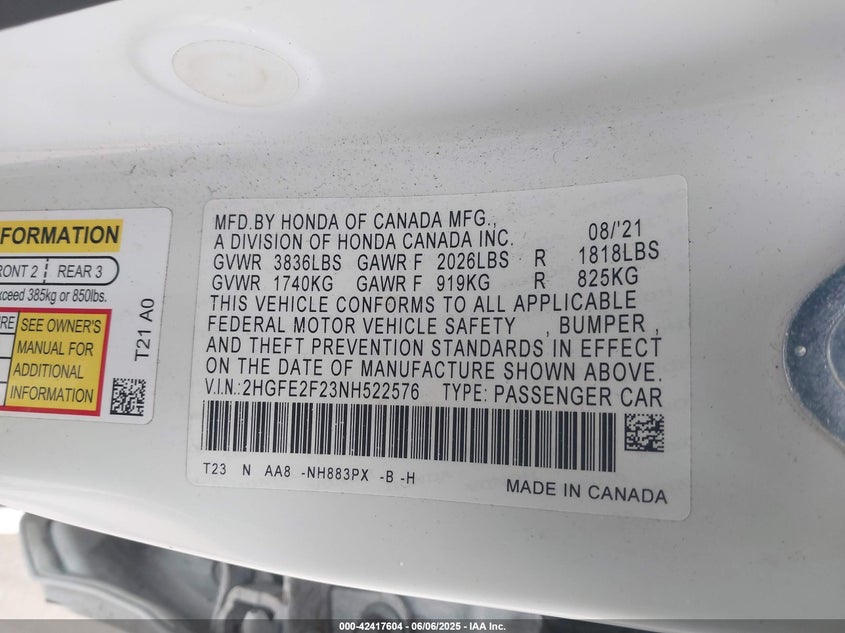 FORMATION
RONT 2 REAR 3
xceed 385kg or 850lbs.
RE SEE OWNER'S
MANUAL FOR
ADDITIONAL
INFORMATION
T21 A0
MFD.BY HONDA OF CANADA MFG., 08/'21
A DIVISION OF HONDA CANADA INC.
GVWR 3836LBS GAWR F 2026LBS R 1818LBS
GVWR 1740KG GAWR F 919KG R 825KG
THIS VEHICLE CONFORMS TO ALL APPLICABLE
FEDERAL MOTOR VEHICLE SAFETY , BUMPER ,
AND THEFT PREVENTION STANDARDS IN EFFECT
ON THE DATE OF MANUFACTURE SHOWN ABOVE.
V.I.N.:2HGFE2F23NH522576 TYPE: PASSENGER CAR
T23 N AA8 -NH883PX -B -H
MADE IN CANADA
000-42417604 - 06/06/2025 - IAA Inc.